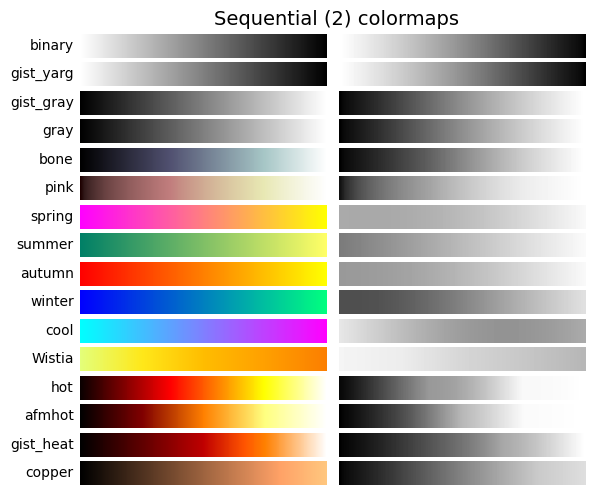 Sequential (2) colormaps
binary
gist_yarg
gist_gray
gray
bone
pink
spring
summer
autumn
winter
cool
Wistia
hot
afmhot
gist_heat
copper